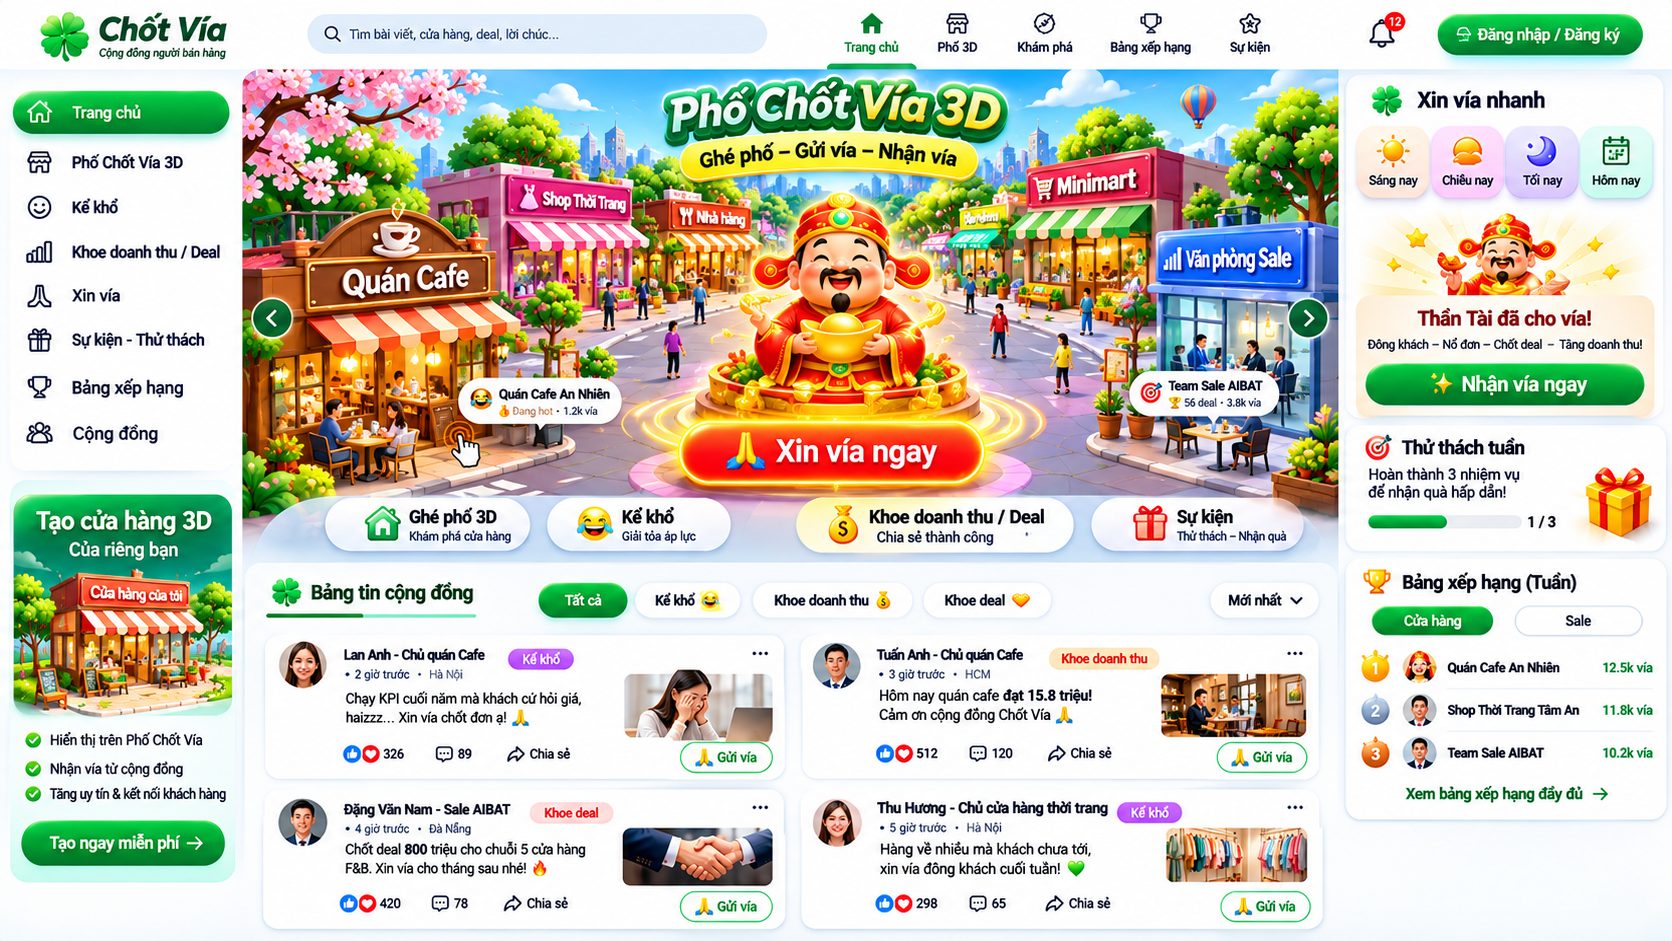 Chốt Vía
Cộng đồng người bán hàng
Tìm bài viết, cửa hàng, deal, lời chúc...
Trang chủ
Phố 3D
Khám phá
Bảng xếp hạng
Sự kiện
12
Đăng nhập / Đăng ký
Trang chủ
Phố Chốt Vía 3D
Kể khổ
Khoe doanh thu / Deal
Xin vía
Sự kiện - Thử thách
Bảng xếp hạng
Cộng đồng
Tạo cửa hàng 3D
Của riêng bạn
Cửa hàng của tôi
Hiển thị trên Phố Chốt Vía
Nhận vía từ cộng đồng
Tăng uy tín & kết nối khách hàng
Tạo ngay miễn phí →
Phố Chốt Vía 3D
Ghé phố – Gửi vía – Nhận vía
Quán Cafe
Shop Thời Trang
Nhà hàng
Minimart
Văn phòng Sale
Quán Cafe An Nhiên
Đang hot • 1.2k vía
Team Sale AIBAT
56 deal • 3.8k vía
Xin vía ngay
Ghé phố 3D
Khám phá cửa hàng
Kể khổ
Giải tỏa áp lực
Khoe doanh thu / Deal
Chia sẻ thành công
Sự kiện
Thử thách – Nhận quà
Bảng tin cộng đồng
Tất cả
Kể khổ
Khoe doanh thu
Khoe deal
Mới nhất
Lan Anh - Chủ quán Cafe
Kể khổ
• 2 giờ trước • Hà Nội
Chạy KPI cuối năm mà khách cứ hỏi giá,
haizzz... Xin vía chốt đơn ạ! 🙏
326
89
Chia sẻ
Gửi vía
Tuấn Anh - Chủ quán Cafe
Khoe doanh thu
• 3 giờ trước • HCM
Hôm nay quán cafe đạt 15.8 triệu!
Cảm ơn cộng đồng Chốt Vía 🙏
512
120
Chia sẻ
Gửi vía
Đặng Văn Nam - Sale AIBAT
Khoe deal
• 4 giờ trước • Đà Nẵng
Chốt deal 800 triệu cho chuỗi 5 cửa hàng
F&B. Xin vía cho tháng sau nhé! 🔥
420
78
Chia sẻ
Gửi vía
Thu Hương - Chủ cửa hàng thời trang
Kể khổ
• 5 giờ trước • Hà Nội
Hàng về nhiều mà khách chưa tới,
xin vía đông khách cuối tuần! 💚
298
65
Chia sẻ
Gửi vía
Xin vía nhanh
Sáng nay
Chiều nay
Tối nay
Hôm nay
Thần Tài đã cho vía!
Đông khách – Nổ đơn – Chốt deal – Tăng doanh thu!
✨ Nhận vía ngay
Thử thách tuần
Hoàn thành 3 nhiệm vụ
để nhận quà hấp dẫn!
1 / 3
Bảng xếp hạng (Tuần)
Cửa hàng
Sale
1
Quán Cafe An Nhiên
12.5k vía
2
Shop Thời Trang Tâm An
11.8k vía
3
Team Sale AIBAT
10.2k vía
Xem bảng xếp hạng đầy đủ →